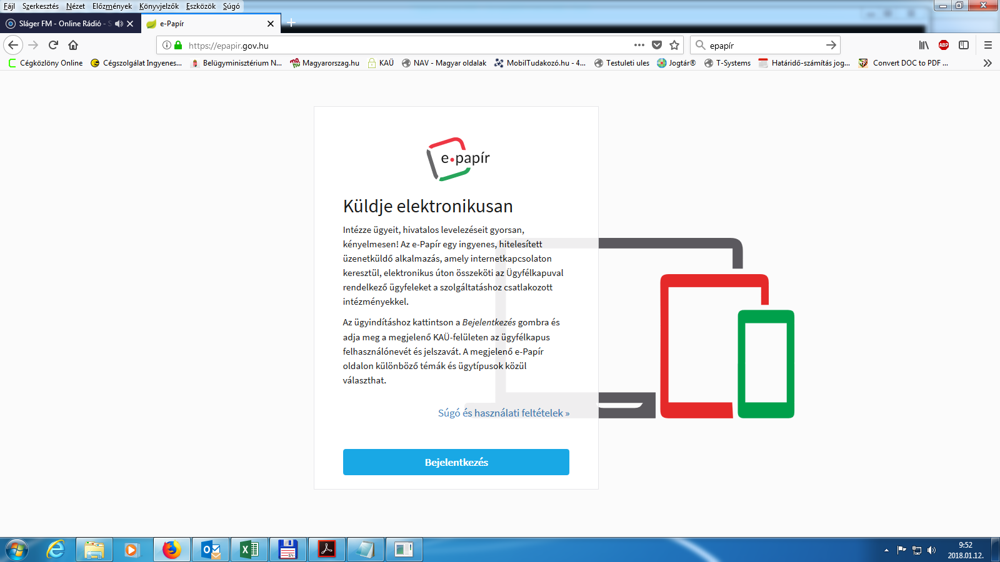 Fájl Szerkesztés Nézet Előzmények Könyvjelzők Eszközök Súgó
Sláger FM - Online Rádió - S
e-Papír
https://epapir.gov.hu
epapír
Cégközlöny Online
Cégszolgálat Ingyenes...
Belügyminisztérium N...
Magyarorszag.hu
KAÜ
NAV - Magyar oldalak
MobilTudakozó.hu - 4...
Testuleti ules
Jogtár®
T-Systems
Határidő-számítás jog...
Convert DOC to PDF ...
e•papír
Küldje elektronikusan
Intézze ügyeit, hivatalos levelezéseit gyorsan,
kényelmesen! Az e-Papír egy ingyenes, hitelesített
üzenetküldő alkalmazás, amely internetkapcsolaton
keresztül, elektronikus úton összeköti az Ügyfélkapuval
rendelkező ügyfeleket a szolgáltatáshoz csatlakozott
intézményekkel.
Az ügyindításhoz kattintson a Bejelentkezés gombra és
adja meg a megjelenő KAÜ-felületen az ügyfélkapus
felhasználónevét és jelszavát. A megjelenő e-Papír
oldalon különböző témák és ügytípusok közül
választhat.
Súgó és használati feltételek »
Bejelentkezés
9:52
2018.01.12.